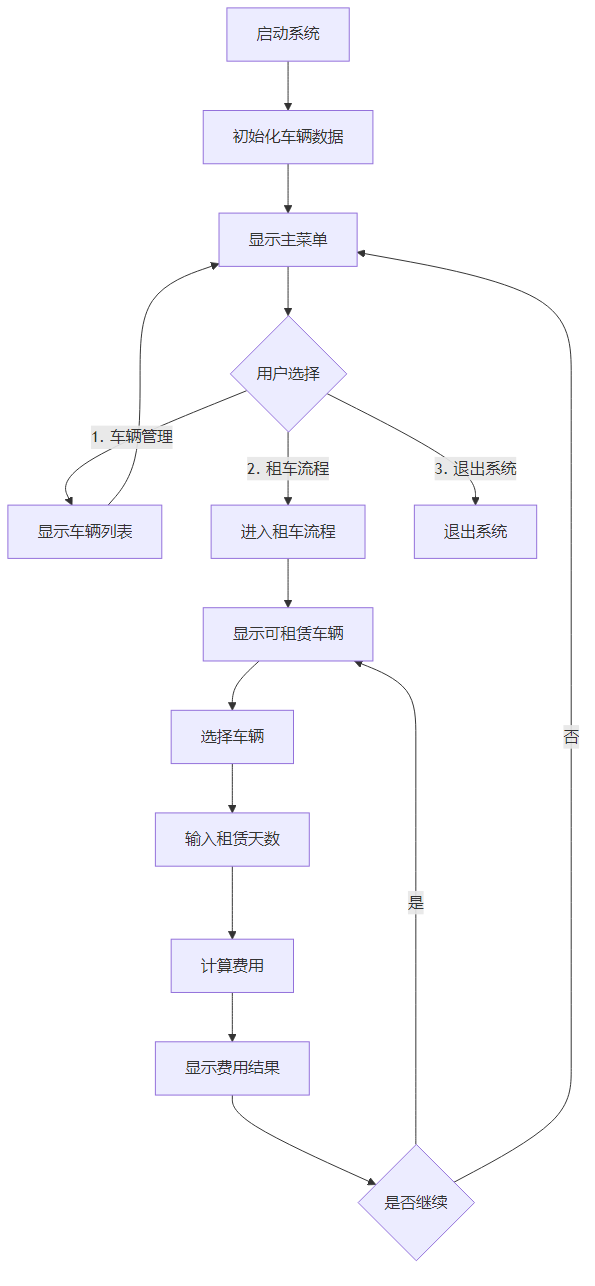 启动系统
初始化车辆数据
显示主菜单
用户选择
1. 车辆管理
2. 租车流程
3. 退出系统
显示车辆列表
进入租车流程
退出系统
显示可租赁车辆
选择车辆
否
输入租赁天数
是
计算费用
显示费用结果
是否继续